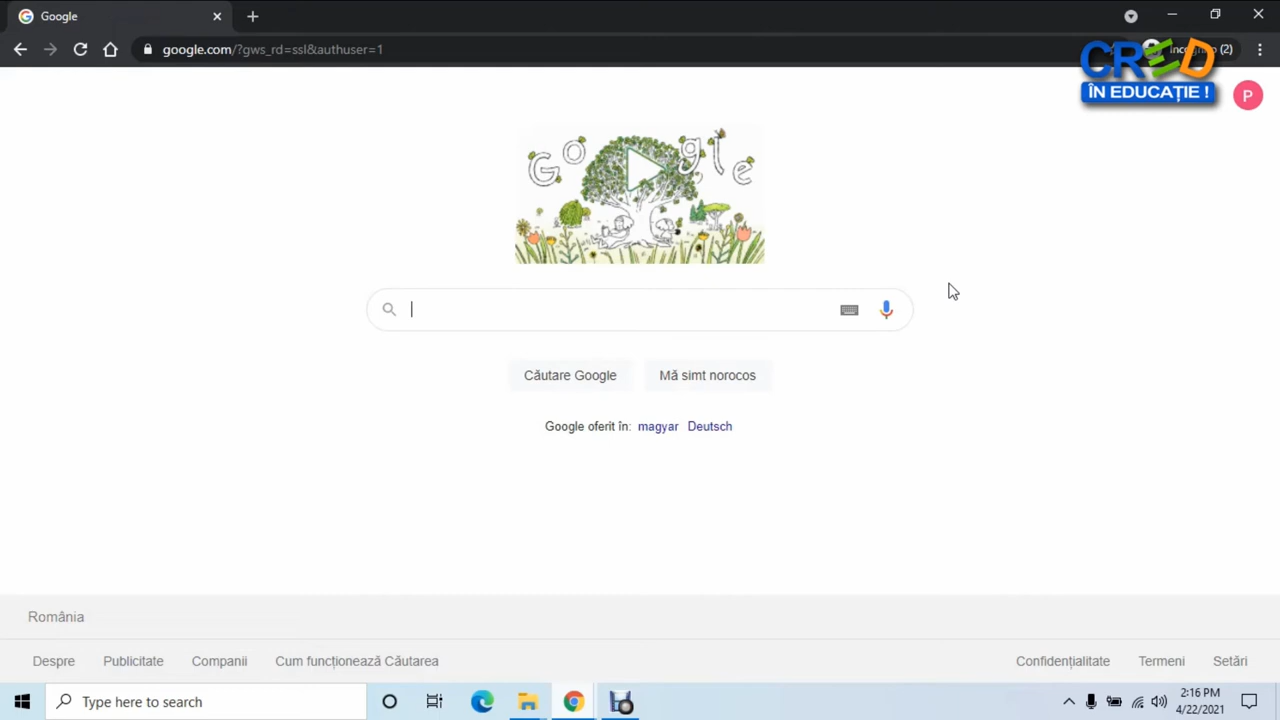 Google
google.com/?gws_rd=ssl&authuser=1
(2)
CRED
ÎN EDUCAȚIE !
P
Google
Căutare Google
Mă simt norocos
Google oferit în: magyar Deutsch
România
Despre
Publicitate
Companii
Cum funcționează Căutarea
Confidențialitate
Termeni
Setări
Type here to search
2:16 PM
4/22/2021